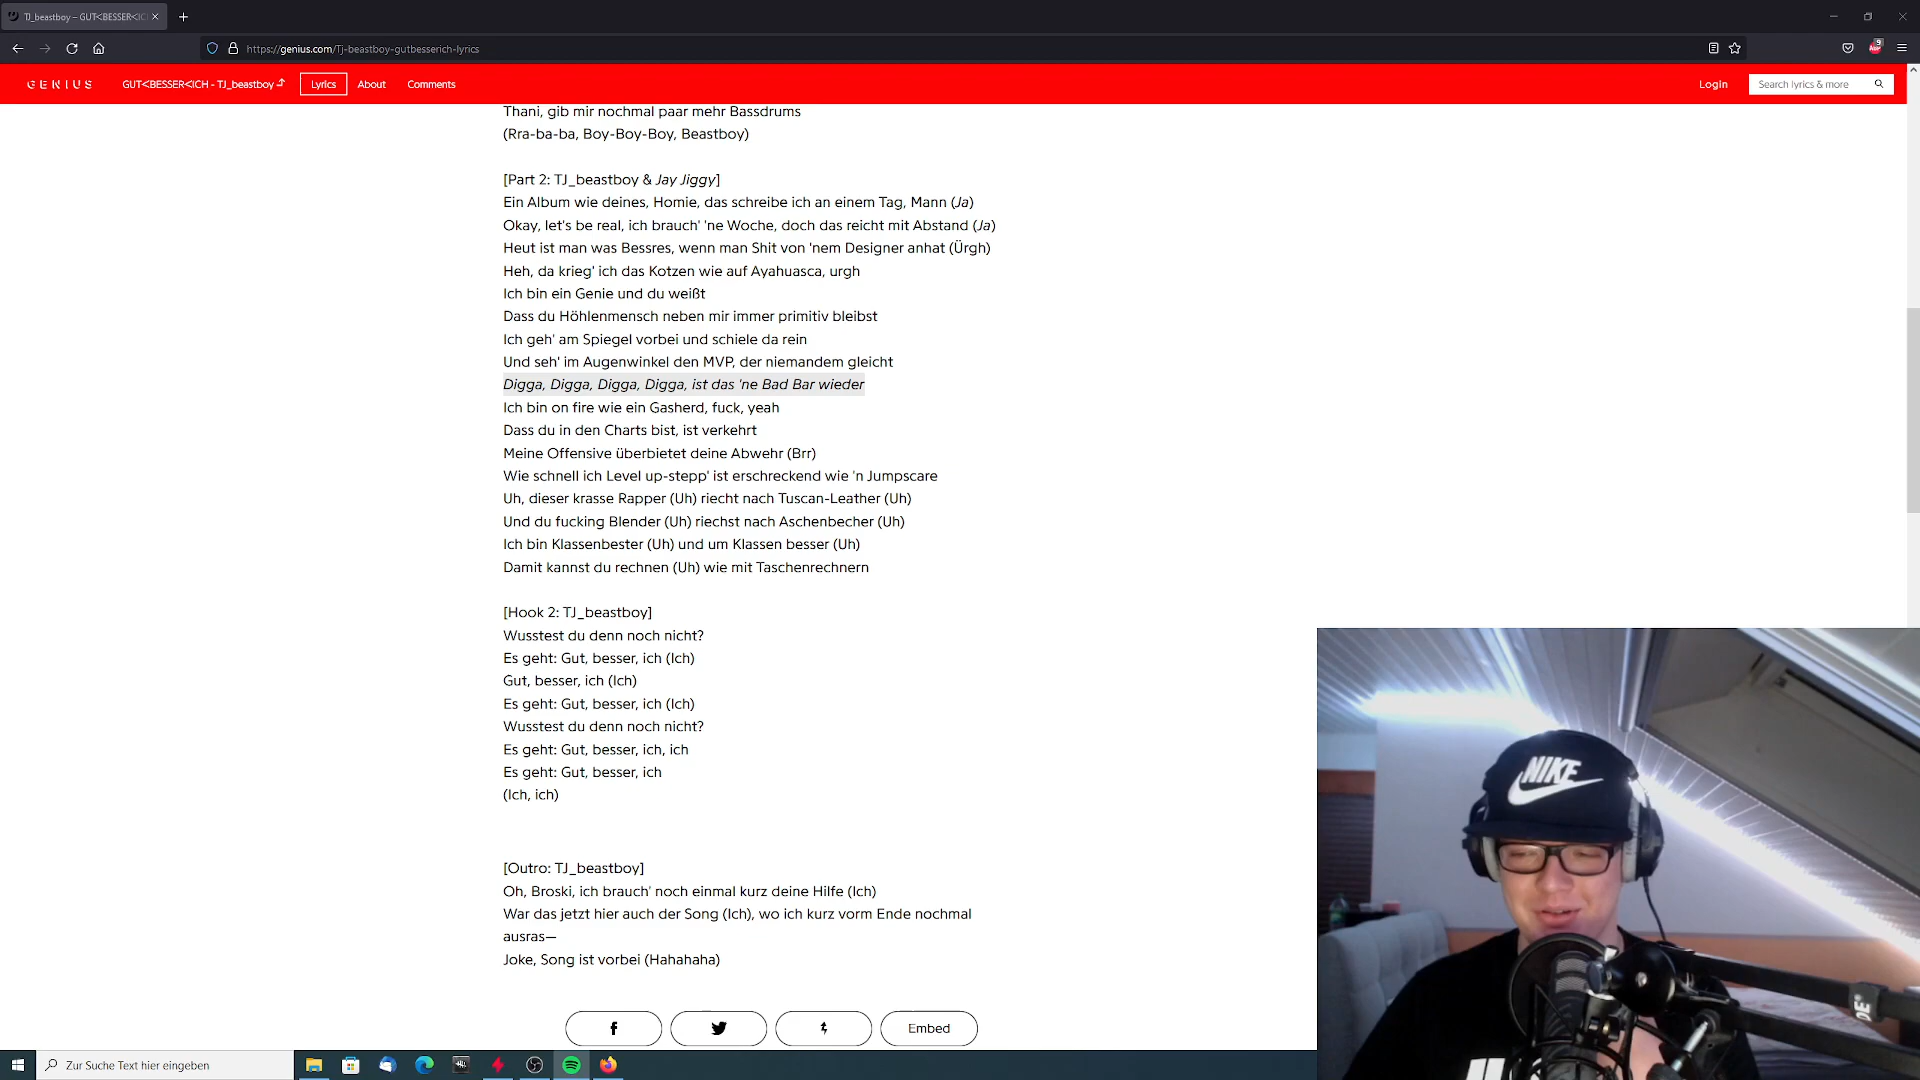 TJ_beastboy – GUT<BESSER<ICH
https://genius.com/Tj-beastboy-gutbesserich-lyrics
GENIUS
GUT<BESSER<ICH - TJ_beastboy
Lyrics
About
Comments
Login
Search lyrics & more
Thani, gib mir nochmal paar mehr Bassdrums
(Rra-ba-ba, Boy-Boy-Boy, Beastboy)
[Part 2: TJ_beastboy & Jay Jiggy]
Ein Album wie deines, Homie, das schreibe ich an einem Tag, Mann (Ja)
Okay, let's be real, ich brauch' 'ne Woche, doch das reicht mit Abstand (Ja)
Heut ist man was Bessres, wenn man Shit von 'nem Designer anhat (Ürgh)
Heh, da krieg' ich das Kotzen wie auf Ayahuasca, urgh
Ich bin ein Genie und du weißt
Dass du Höhlenmensch neben mir immer primitiv bleibst
Ich geh' am Spiegel vorbei und schiele da rein
Und seh' im Augenwinkel den MVP, der niemandem gleicht
Digga, Digga, Digga, Digga, ist das 'ne Bad Bar wieder
Ich bin on fire wie ein Gasherd, fuck, yeah
Dass du in den Charts bist, ist verkehrt
Meine Offensive überbietet deine Abwehr (Brr)
Wie schnell ich Level up-stepp' ist erschreckend wie 'n Jumpscare
Uh, dieser krasse Rapper (Uh) riecht nach Tuscan-Leather (Uh)
Und du fucking Blender (Uh) riechst nach Aschenbecher (Uh)
Ich bin Klassenbester (Uh) und um Klassen besser (Uh)
Damit kannst du rechnen (Uh) wie mit Taschenrechnern
[Hook 2: TJ_beastboy]
Wusstest du denn noch nicht?
Es geht: Gut, besser, ich (Ich)
Gut, besser, ich (Ich)
Es geht: Gut, besser, ich (Ich)
Wusstest du denn noch nicht?
Es geht: Gut, besser, ich, ich
Es geht: Gut, besser, ich
(Ich, ich)
[Outro: TJ_beastboy]
Oh, Broski, ich brauch' noch einmal kurz deine Hilfe (Ich)
War das jetzt hier auch der Song (Ich), wo ich kurz vorm Ende nochmal
ausras—
Joke, Song ist vorbei (Hahahaha)
Embed
Zur Suche Text hier eingeben
NIKE